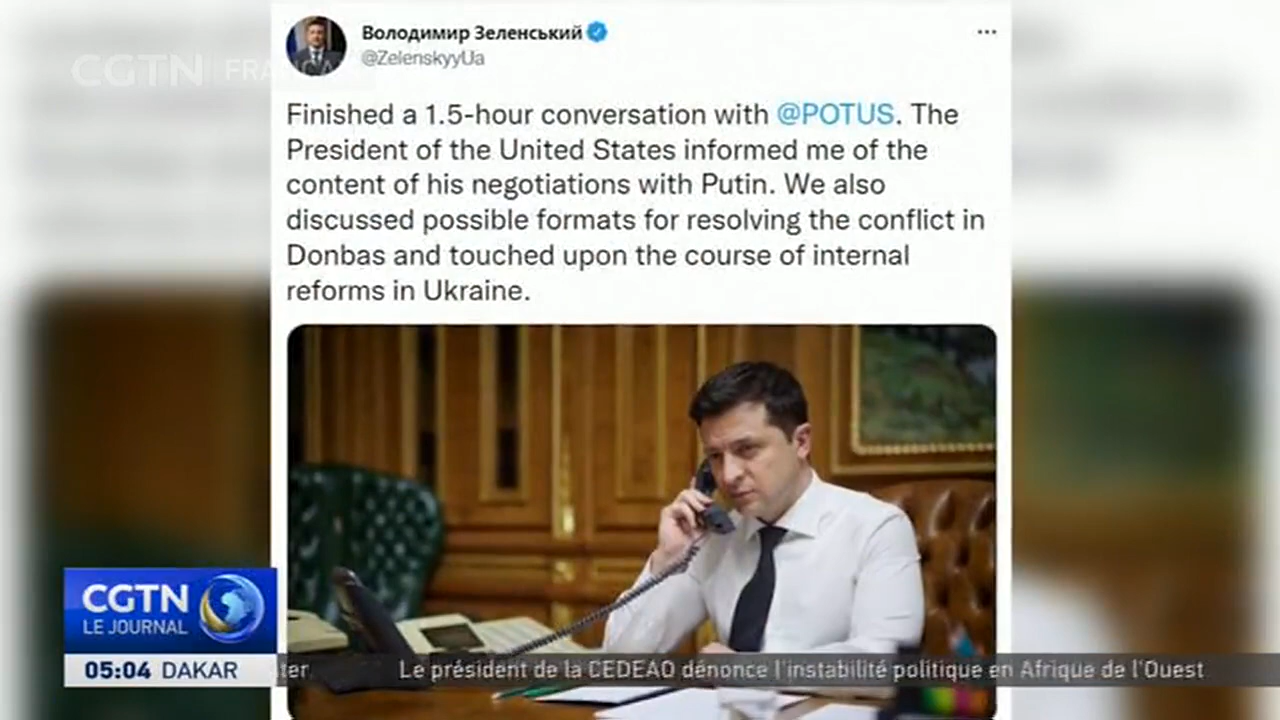 CGTN FRANÇAIS
Володимир Зеленський
@ZelenskyyUa
Finished a 1.5-hour conversation with @POTUS. The
President of the United States informed me of the
content of his negotiations with Putin. We also
discussed possible formats for resolving the conflict in
Donbas and touched upon the course of internal
reforms in Ukraine.
CGTN
LE JOURNAL
05:04 DAKAR
ter.
Le président de la CEDEAO dénonce l'instabilité politique en Afrique de l'Ouest